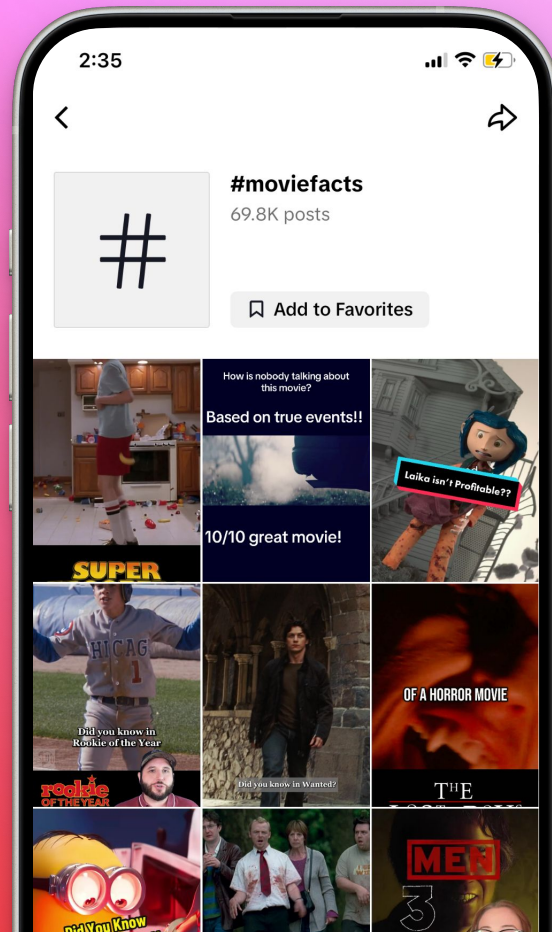 2:35
#moviefacts
69.8K posts
Add to Favorites
How is nobody talking about
this movie?
Based on true events!!
10/10 great movie!
SUPER
Laika isn't Profitable??
HICAG
1
Did you know in
Rookie of the Year
rookie
OF THE YEAR
Did you know in Wanted?
OF A HORROR MOVIE
THE
Did You Know
MEN
3